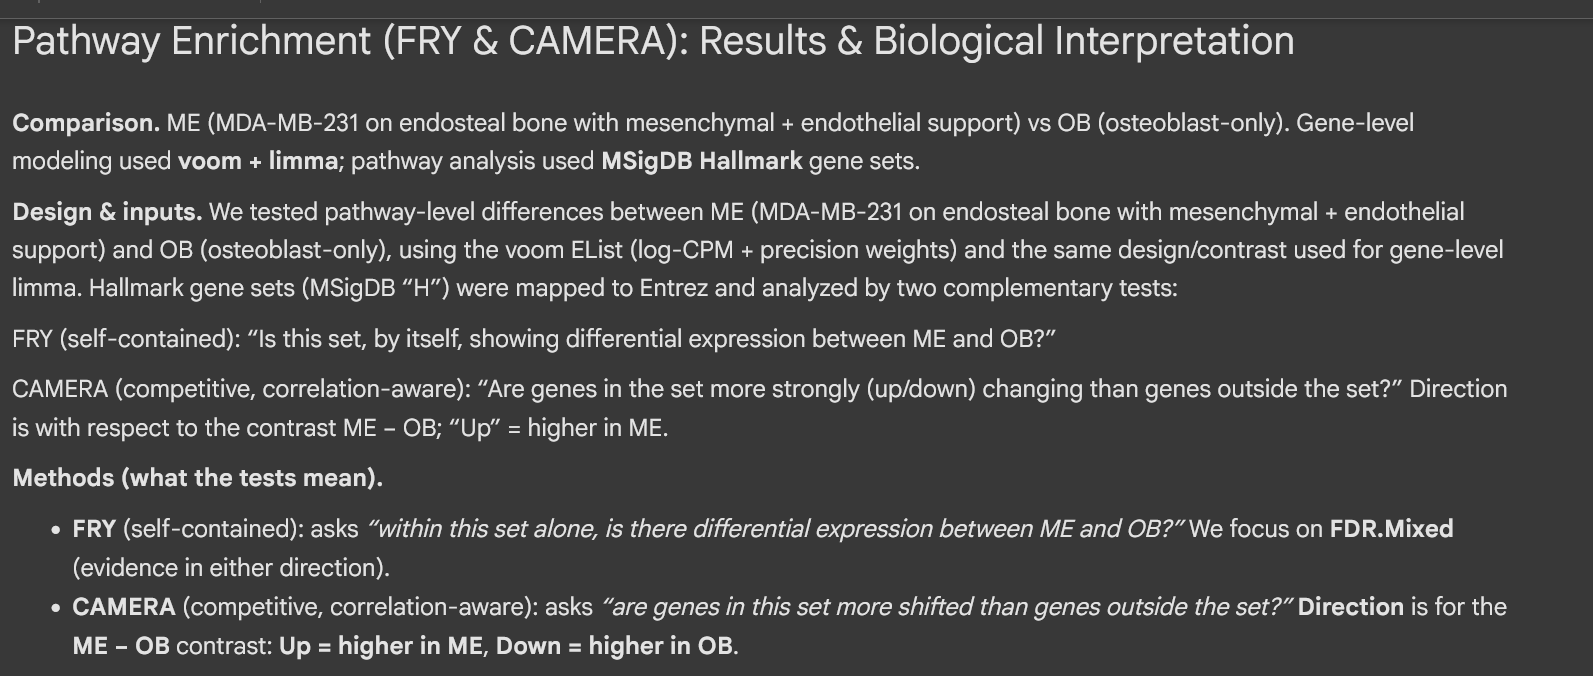 Pathway Enrichment (FRY & CAMERA): Results & Biological Interpretation
Comparison. ME (MDA-MB-231 on endosteal bone with mesenchymal + endothelial support) vs OB (osteoblast-only). Gene-level
modeling used voom + limma; pathway analysis used MSigDB Hallmark gene sets.
Design & inputs. We tested pathway-level differences between ME (MDA-MB-231 on endosteal bone with mesenchymal + endothelial
support) and OB (osteoblast-only), using the voom EList (log-CPM + precision weights) and the same design/contrast used for gene-level
limma. Hallmark gene sets (MSigDB “H”) were mapped to Entrez and analyzed by two complementary tests:
FRY (self-contained): “Is this set, by itself, showing differential expression between ME and OB?”
CAMERA (competitive, correlation-aware): “Are genes in the set more strongly (up/down) changing than genes outside the set?” Direction
is with respect to the contrast ME – OB; “Up” = higher in ME.
Methods (what the tests mean).
• FRY (self-contained): asks “within this set alone, is there differential expression between ME and OB?” We focus on FDR.Mixed
(evidence in either direction).
• CAMERA (competitive, correlation-aware): asks “are genes in this set more shifted than genes outside the set?” Direction is for the
ME – OB contrast: Up = higher in ME, Down = higher in OB.